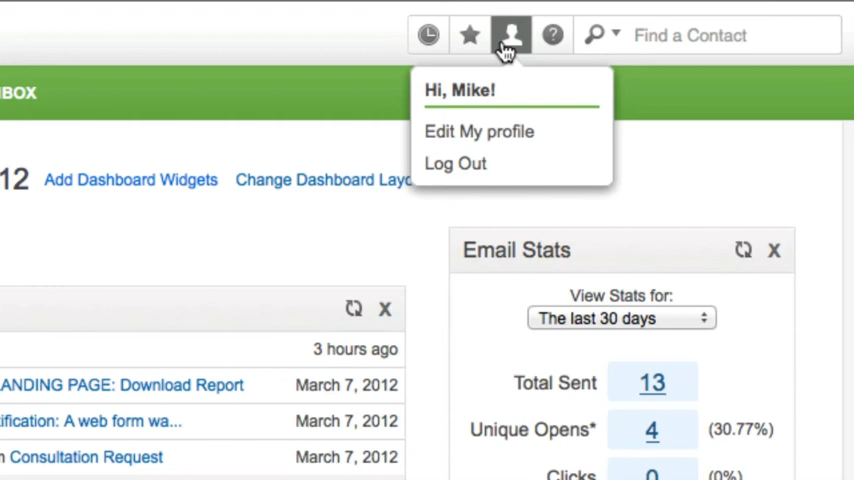 Find a Contact
BOX
Hi, Mike!
Edit My profile
Log Out
12 Add Dashboard Widgets Change Dashboard Layo
Email Stats X
View Stats for:
The last 30 days
X
3 hours ago
Total Sent 13
ANDING PAGE: Download Report March 7, 2012
tification: A web form wa... March 7, 2012
Unique Opens* 4 (30.77%)
Consultation Request March 7, 2012
Clicks 0 (0%)